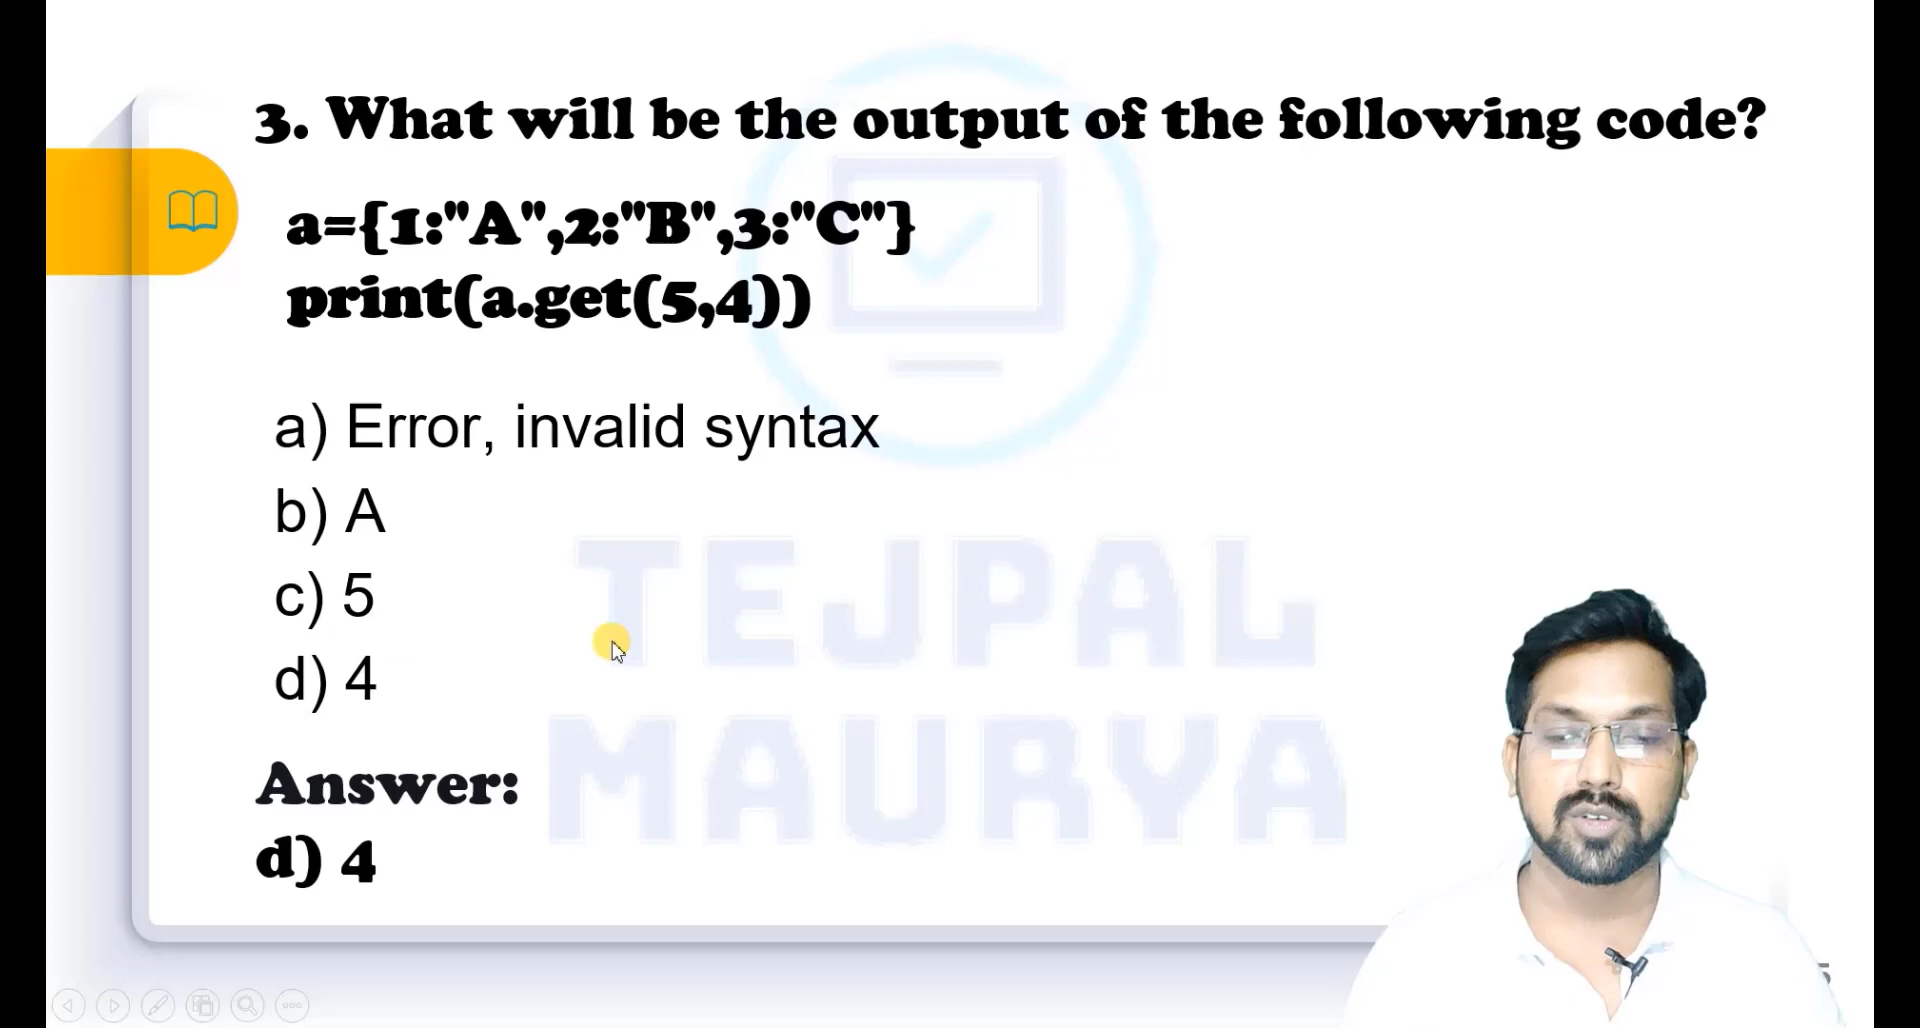 3. What will be the output of the following code?
a={1:"A",2:"B",3:"C"}
print(a.get(5,4))
a) Error, invalid syntax
b) A
c) 5
d) 4
Answer:
d) 4
TEJPAL
MAURYA
5